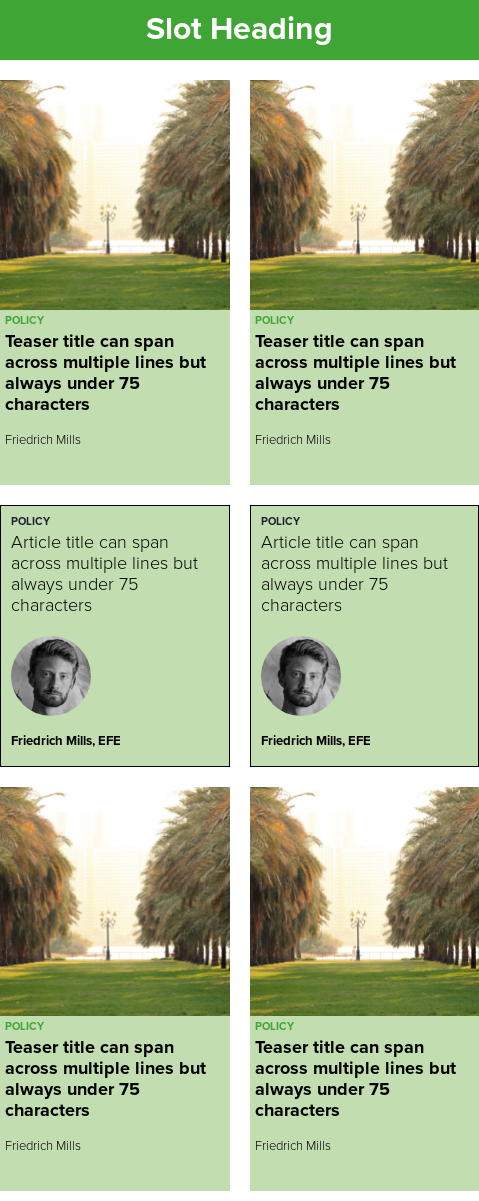 Slot Heading
POLICY
Teaser title can span
across multiple lines but
always under 75
characters
Friedrich Mills
POLICY
Teaser title can span
across multiple lines but
always under 75
characters
Friedrich Mills
POLICY
Article title can span
across multiple lines but
always under 75
characters
Friedrich Mills, EFE
POLICY
Article title can span
across multiple lines but
always under 75
characters
Friedrich Mills, EFE
POLICY
Teaser title can span
across multiple lines but
always under 75
characters
Friedrich Mills
POLICY
Teaser title can span
across multiple lines but
always under 75
characters
Friedrich Mills